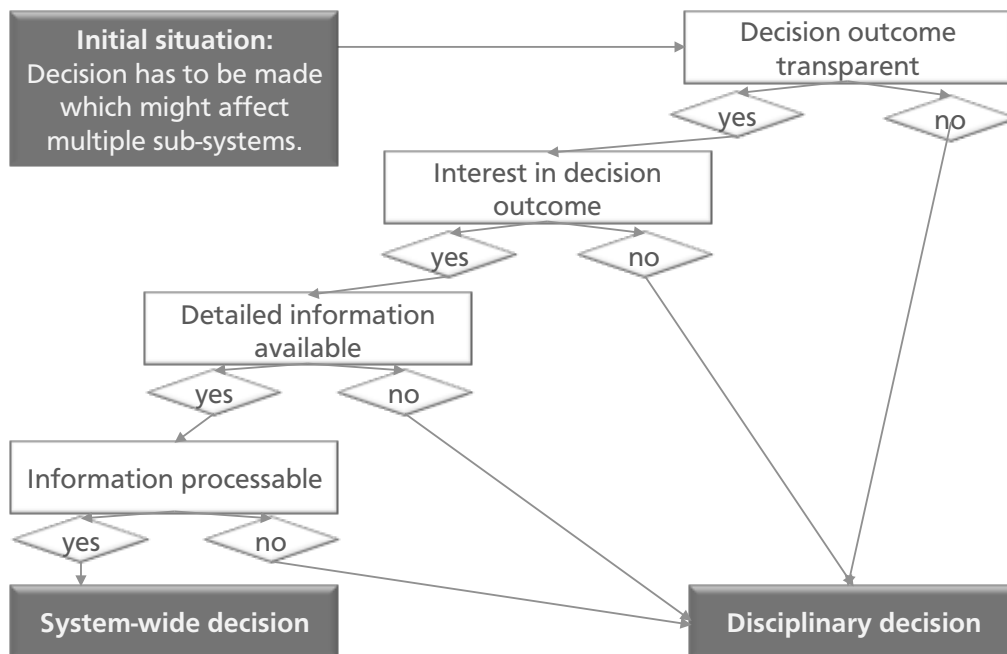 Initial situation:
Decision has to be made
which might affect
multiple sub-systems.
Decision outcome
transparent
yes
no
Interest in decision
outcome
yes
no
Detailed information
available
yes
no
Information processable
yes
no
System-wide decision
Disciplinary decision